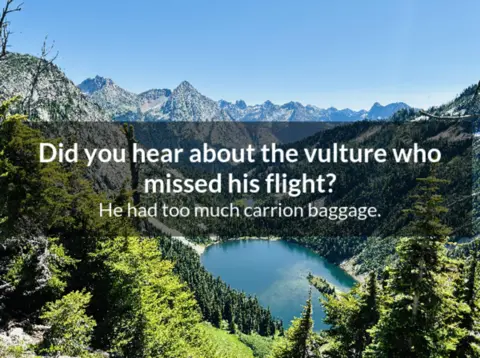 Did you hear about the vulture who
missed his flight?
He had too much carrion baggage.